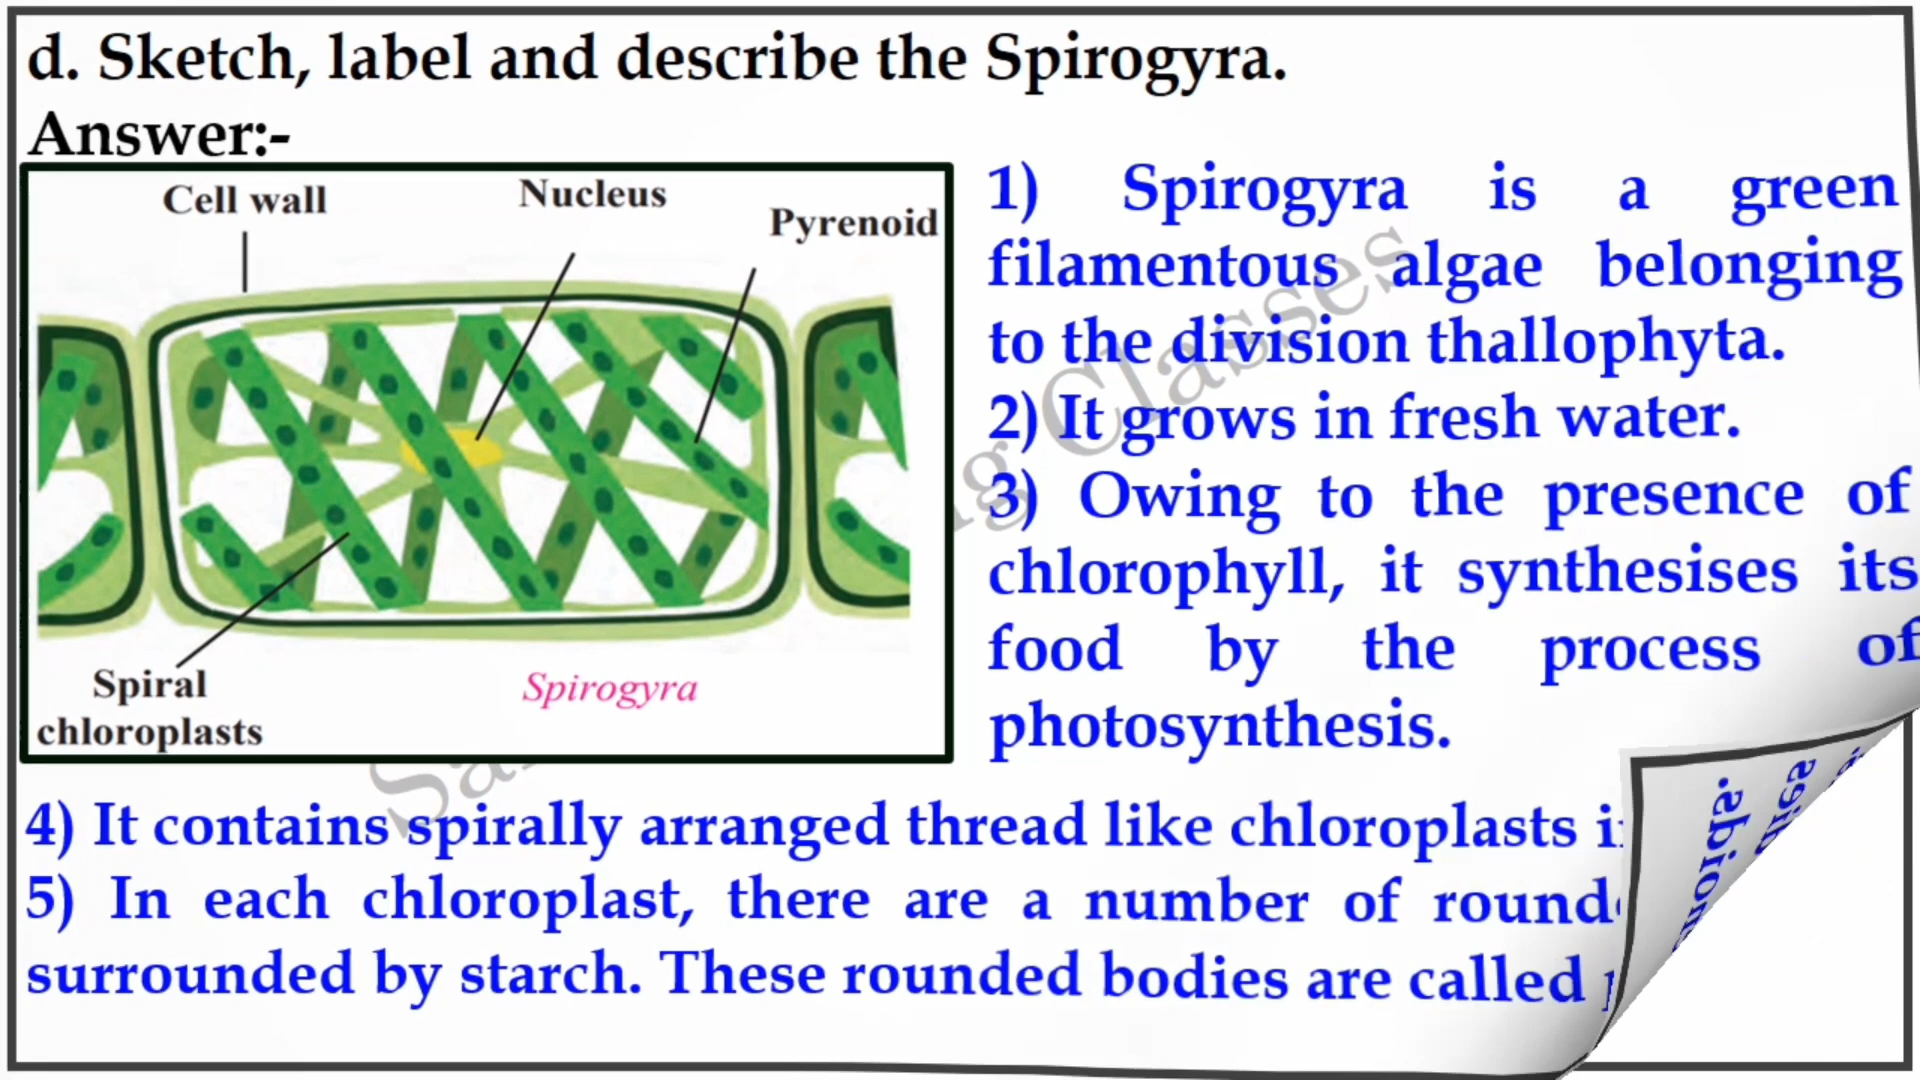 d. Sketch, label and describe the Spirogyra.
Answer:-
Cell wall
Nucleus
Pyrenoid
Spiral
chloroplasts
Spirogyra
1) Spirogyra is a green
filamentous algae belonging
to the division thallophyta.
2) It grows in fresh water.
3) Owing to the presence of
chlorophyll, it synthesises its
food by the process of
photosynthesis.
4) It contains spirally arranged thread like chloroplasts
5) In each chloroplast, there are a number of
surrounded by starch. These rounded bodies are called
Classes